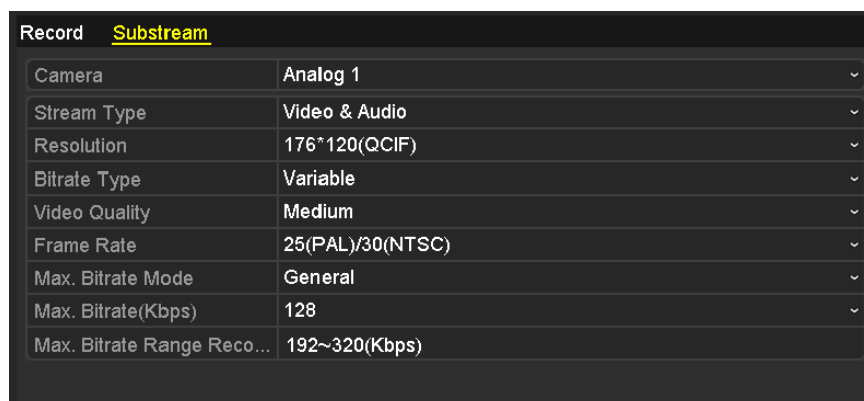 Record Substream
Camera Analog 1
Stream Type Video & Audio
Resolution 176*120(QCIF)
Bitrate Type Variable
Video Quality Medium
Frame Rate 25(PAL)/30(NTSC)
Max. Bitrate Mode General
Max. Bitrate(Kbps) 128
Max. Bitrate Range Reco... 192~320(Kbps)